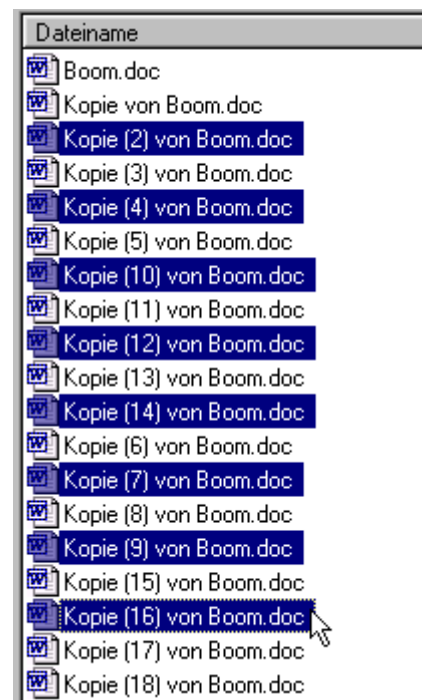 Dateiname
Boom.doc
Kopie von Boom.doc
Kopie (2) von Boom.doc
Kopie (3) von Boom.doc
Kopie (4) von Boom.doc
Kopie (5) von Boom.doc
Kopie (10) von Boom.doc
Kopie (11) von Boom.doc
Kopie (12) von Boom.doc
Kopie (13) von Boom.doc
Kopie (14) von Boom.doc
Kopie (6) von Boom.doc
Kopie (7) von Boom.doc
Kopie (8) von Boom.doc
Kopie (9) von Boom.doc
Kopie (15) von Boom.doc
Kopie (16) von Boom.doc
Kopie (17) von Boom.doc
Kopie (18) von Boom.doc